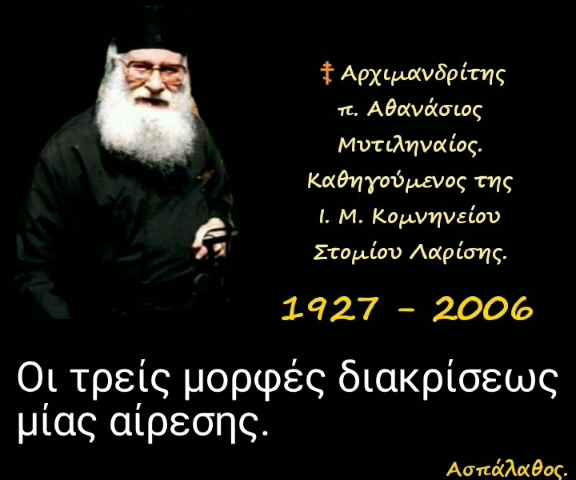 ☦ Αρχιμανδρίτης
π. Αθανάσιος
Μυτιληναίος.
Καθηγούμενος της
Ι. Μ. Κομνηνείου
Στομίου Λαρίσης.
1927 - 2006
Οι τρείς μορφές διακρίσεως
μίας αίρεσης.
Ασπάλαθος.